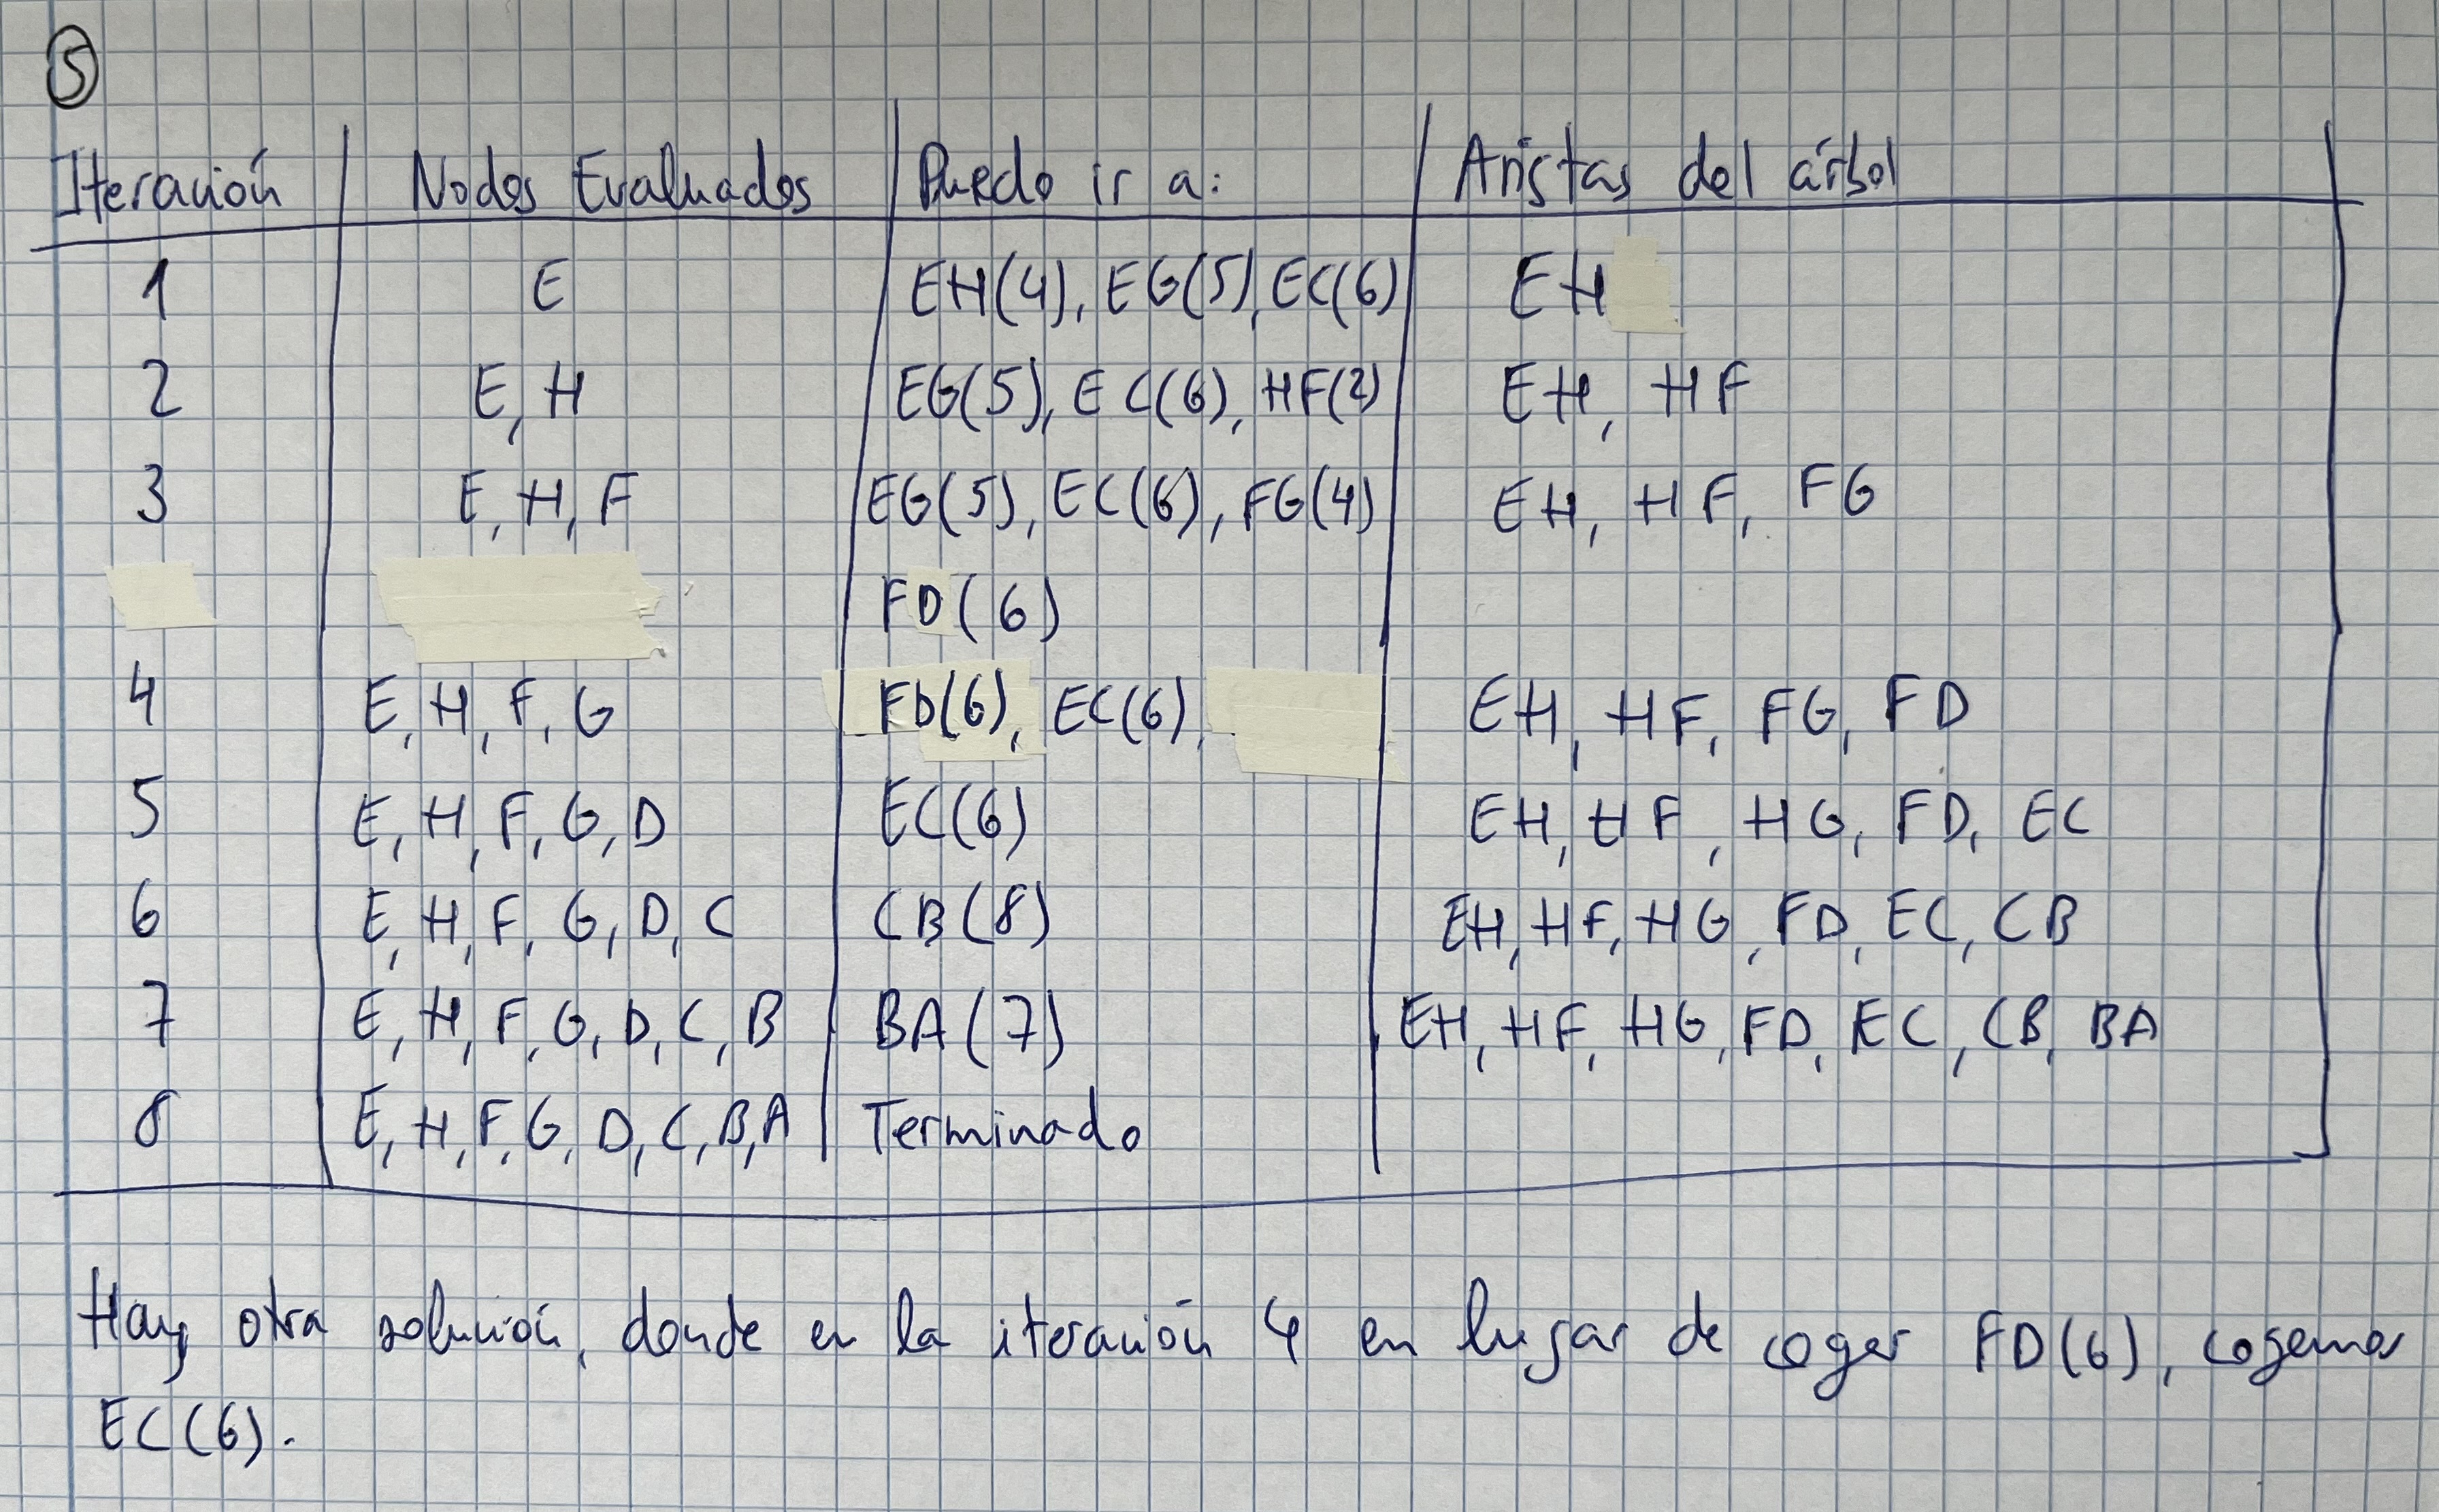 5
Iteración Nodos Evaluados Puedo ir a: Aristas del árbol
1 E EH(4), EG(5), EC(6) EH
2 E, H EG(5), EC(6), HF(2) EH, HF
3 E, H, F EG(5), EC(6), FG(4) EH, HF, FG
FD(6)
4 E, H, F, G FD(6), EC(6), EH, HF, FG, FD
5 E, H, F, G, D EC(6) EH, HF, HG, FD, EC
6 E, H, F, G, D, C CB(8) EH, HF, HG, FD, EC, CB
7 E, H, F, G, D, C, B BA(7) EH, HF, HG, FD, EC, CB, BA
8 E, H, F, G, D, C, B, A Terminado
Hay otra solución, donde en la iteración 4 en lugar de coger FD(6), cogemos
EC(6).